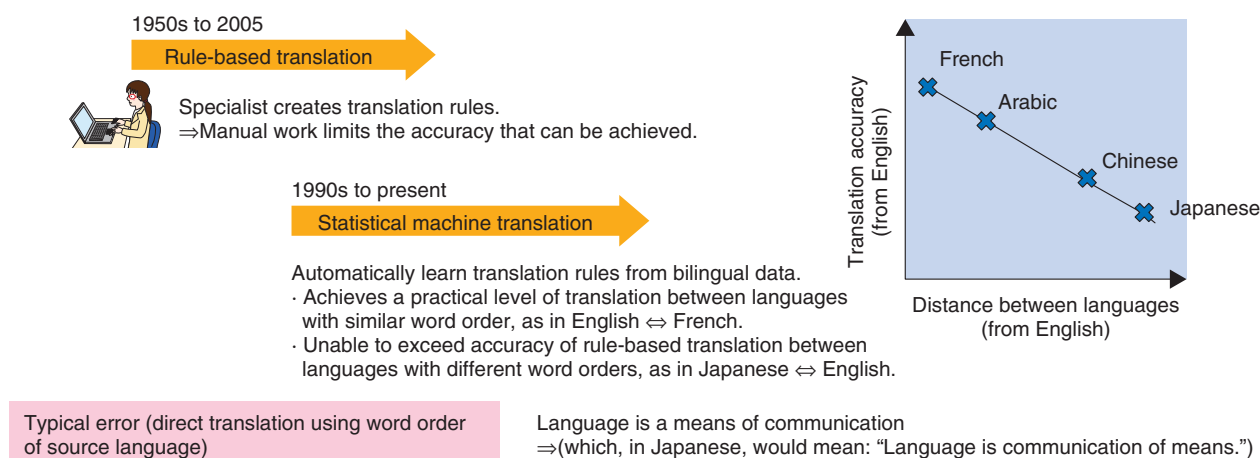 1950s to 2005
Rule-based translation
Specialist creates translation rules.
⇒Manual work limits the accuracy that can be achieved.
1990s to present
Statistical machine translation
Automatically learn translation rules from bilingual data.
· Achieves a practical level of translation between languages
with similar word order, as in English ⇔ French.
· Unable to exceed accuracy of rule-based translation between
languages with different word orders, as in Japanese ⇔ English.
Translation accuracy
(from English)
French
Arabic
Chinese
Japanese
Distance between languages
(from English)
Typical error (direct translation using word order
of source language)
Language is a means of communication
⇒(which, in Japanese, would mean: “Language is communication of means.”)